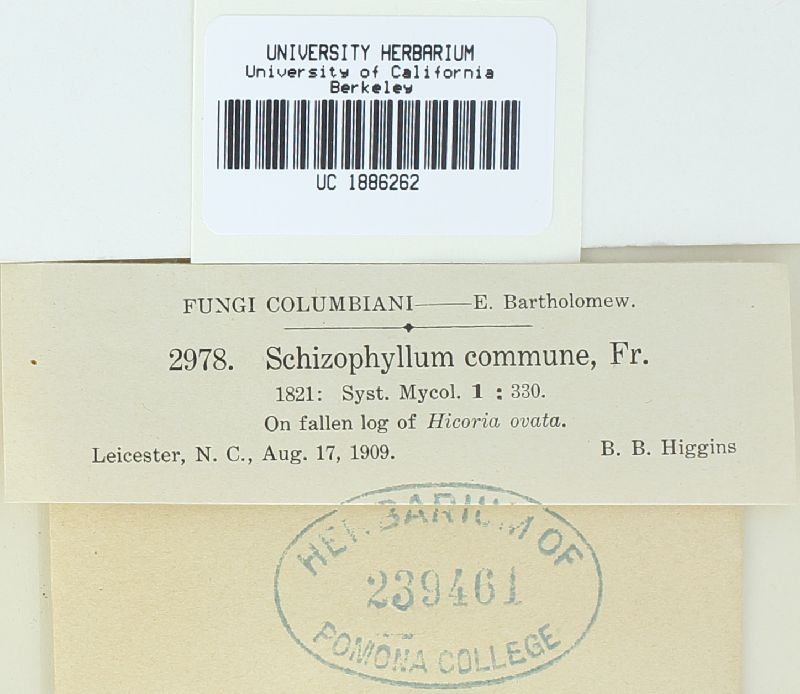 UNIVERSITY HERBARIUM
University of California
Berkeley
UC 1886262
FUNGI COLUMBIANI——E. Bartholomew.
2978. Schizophyllum commune, Fr.
1821: Syst. Mycol. 1 : 330.
On fallen log of Hicoria ovata.
Leicester, N. C., Aug. 17, 1909. B. B. Higgins
HERBARIUM OF
239461
POMONA COLLEGE